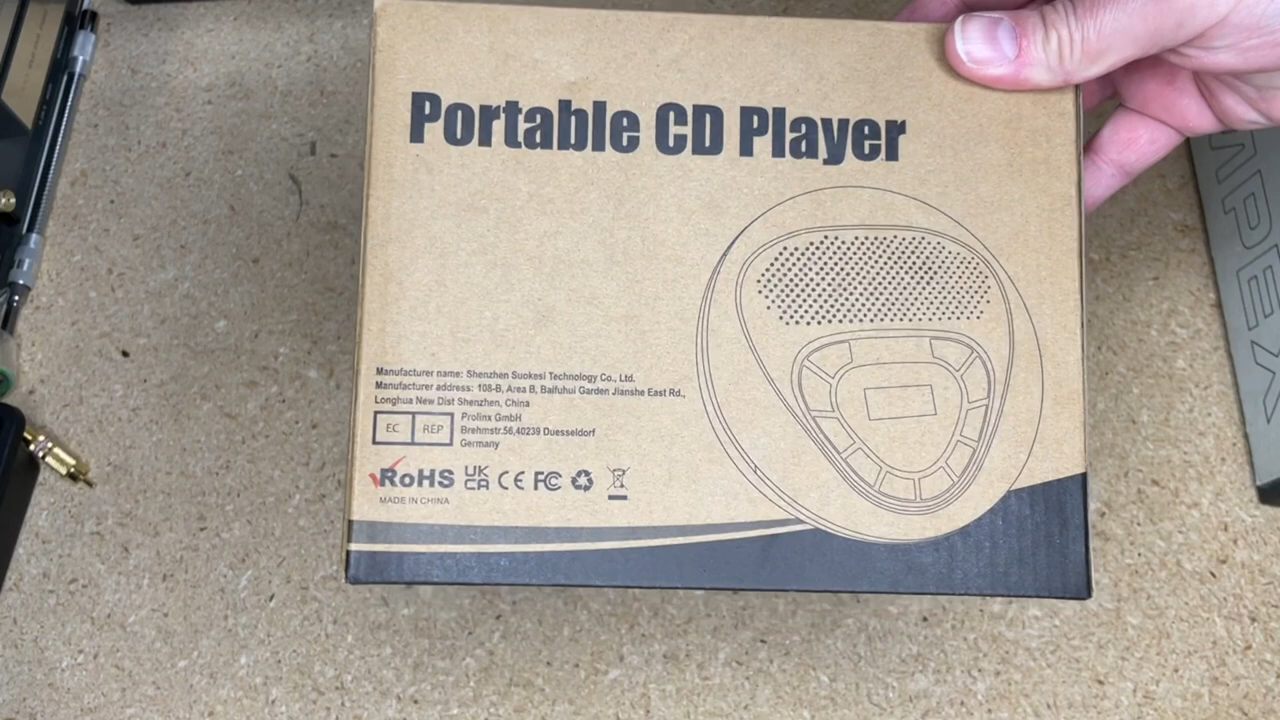 Portable CD Player
Manufacturer name: Shenzhen Suokesi Technology Co., Ltd.
Manufacturer address: 108-B, Area B, Baifuhui Garden Jianshe East Rd.,
Longhua New Dist Shenzhen, China
EC REP
Prolinx GmbH
Brehmstr.56,40239 Duesseldorf
Germany
RoHS UK CA CE FC
MADE IN CHINA
APEX